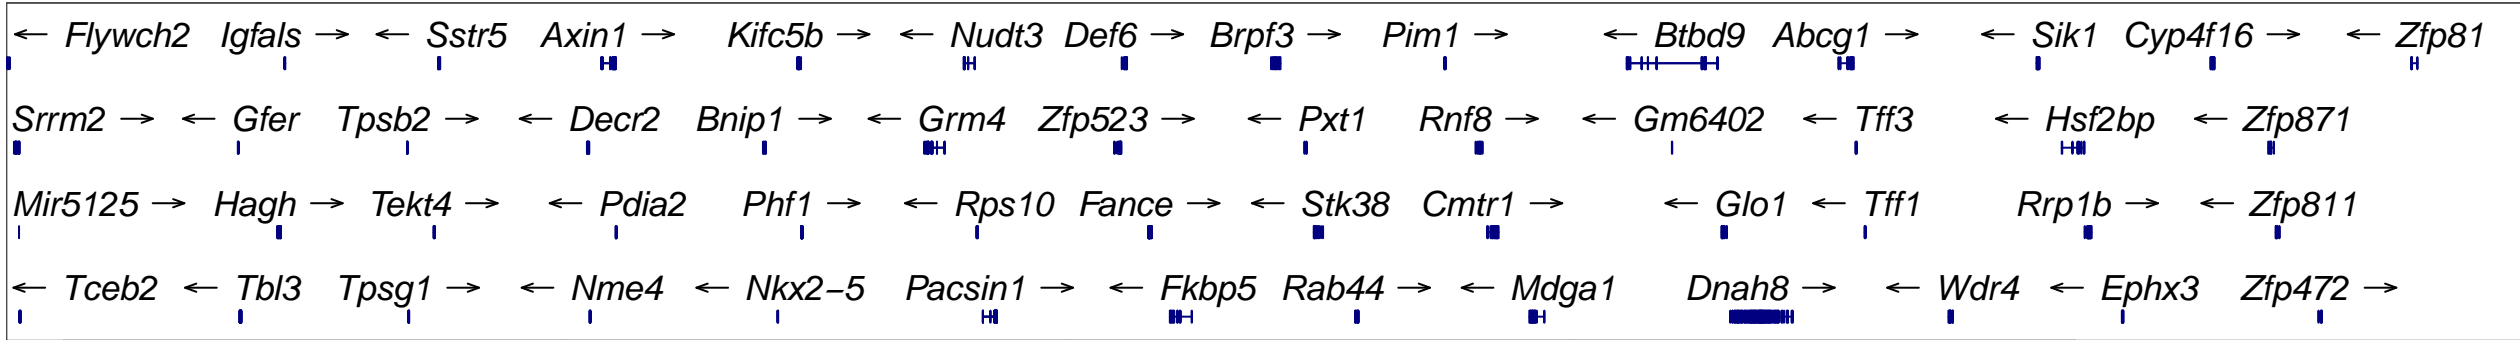 ← Flywch2 Igfals → ← Sstr5 Axin1 → Kifc5b → ← Nudt3 Def6 → Brpf3 → Pim1 → ← Btbd9 Abcg1 → ← Sik1 Cyp4f16 → ← Zfp81
Srrm2 → ← Gfer Tpsb2 → ← Decr2 Bnip1 → ← Grm4 Zfp523 → ← Pxt1 Rnf8 → ← Gm6402 ← Tff3 ← Hsf2bp ← Zfp871
Mir5125 → Hagh → Tekt4 → ← Pdia2 Phf1 → ← Rps10 Fance → ← Stk38 Cmtr1 → ← Glo1 ← Tff1 Rrp1b → ← Zfp811
← Tceb2 ← Tbl3 Tpsg1 → ← Nme4 ← Nkx2−5 Pacsin1 → ← Fkbp5 Rab44 → ← Mdga1 Dnah8 → ← Wdr4 ← Ephx3 Zfp472 →